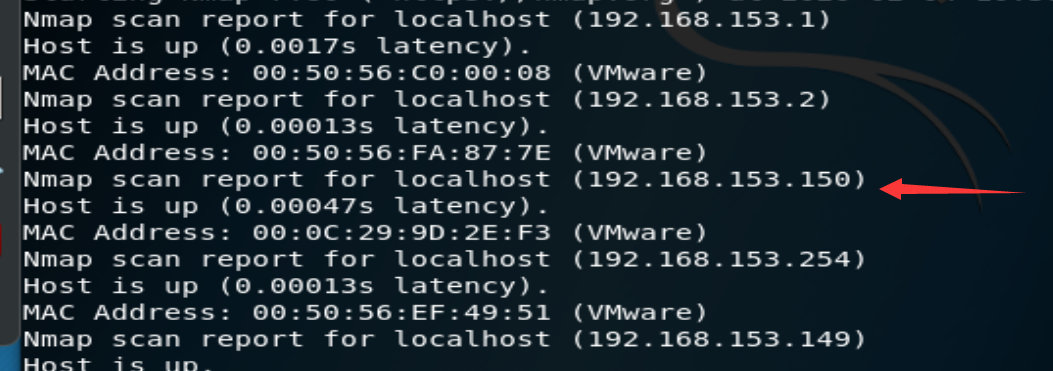 Nmap scan report for localhost (192.168.153.1)
Host is up (0.0017s latency).
MAC Address: 00:50:56:C0:00:08 (VMware)
Nmap scan report for localhost (192.168.153.2)
Host is up (0.00013s latency).
MAC Address: 00:50:56:FA:87:7E (VMware)
Nmap scan report for localhost (192.168.153.150)
Host is up (0.00047s latency).
MAC Address: 00:0C:29:9D:2E:F3 (VMware)
Nmap scan report for localhost (192.168.153.254)
Host is up (0.00013s latency).
MAC Address: 00:50:56:EF:49:51 (VMware)
Nmap scan report for localhost (192.168.153.149)
Host is up.